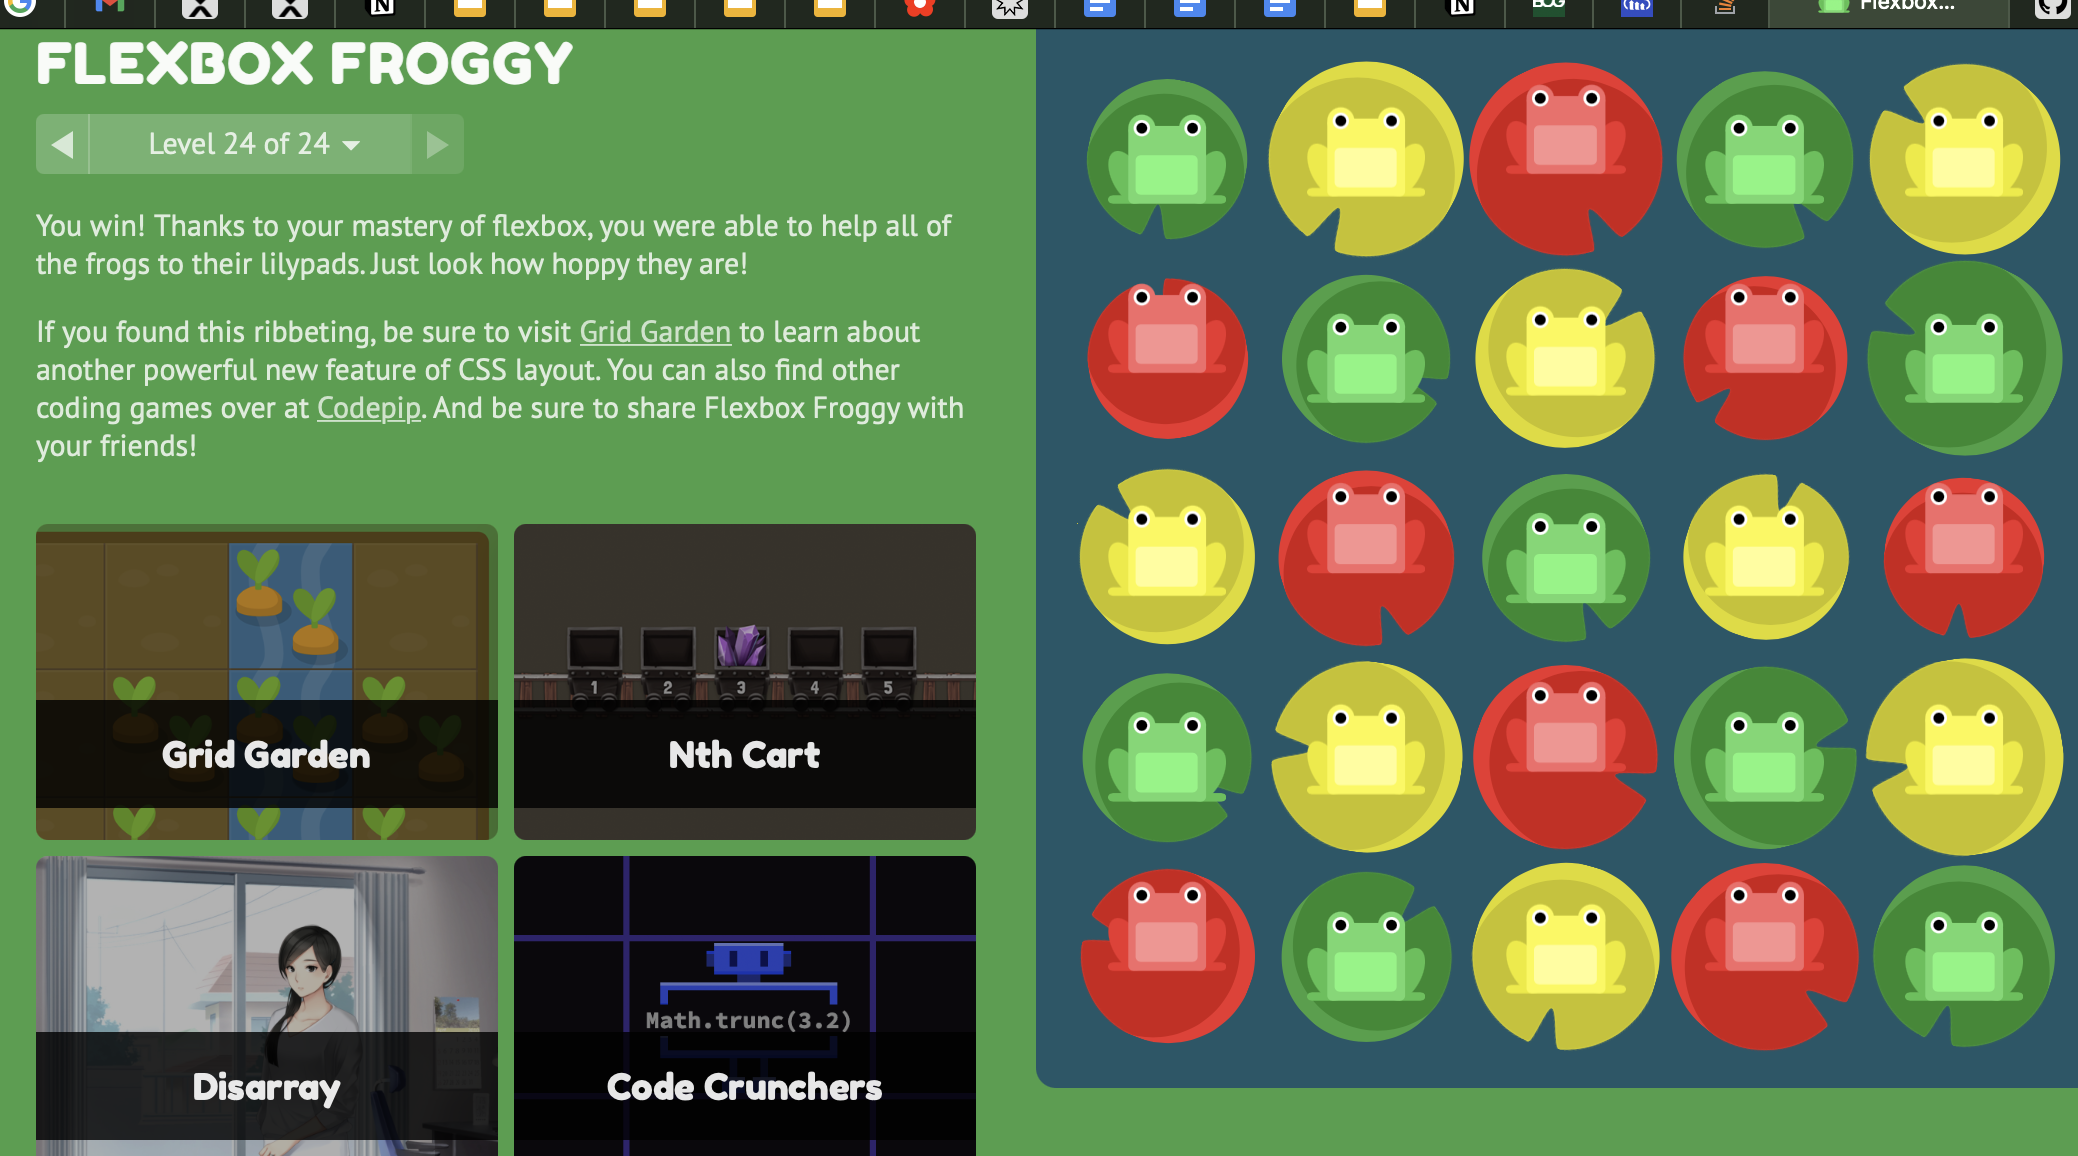 Flexbox...
FLEXBOX FROGGY
Level 24 of 24
You win! Thanks to your mastery of flexbox, you were able to help all of
the frogs to their lilypads. Just look how hoppy they are!
If you found this ribbeting, be sure to visit Grid Garden to learn about
another powerful new feature of CSS layout. You can also find other
coding games over at Codepip. And be sure to share Flexbox Froggy with
your friends!
1 2 3 4 5
Grid Garden
Nth Cart
Math.trunc(3.2)
Disarray
Code Crunchers